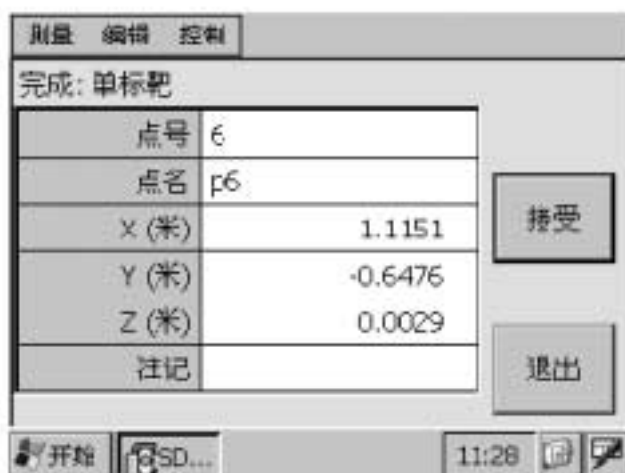 测量 编辑 控制
完成: 单标靶
点号 6
点名 p6
X (米) 1.1151
Y (米) -0.6476
Z (米) 0.0029
注记
接受
退出
开始 SD... 11:28